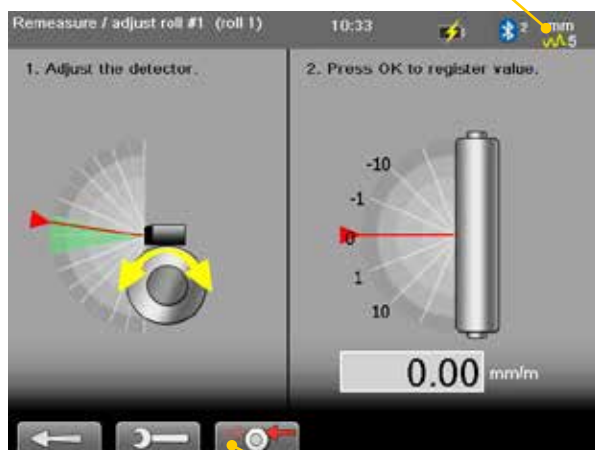 Remeasure / adjust roll #1 (roll 1) 10:33 2 mm
5
1. Adjust the detector.
2. Press OK to register value.
-10
-1
0
1
10
0.00 mm/m